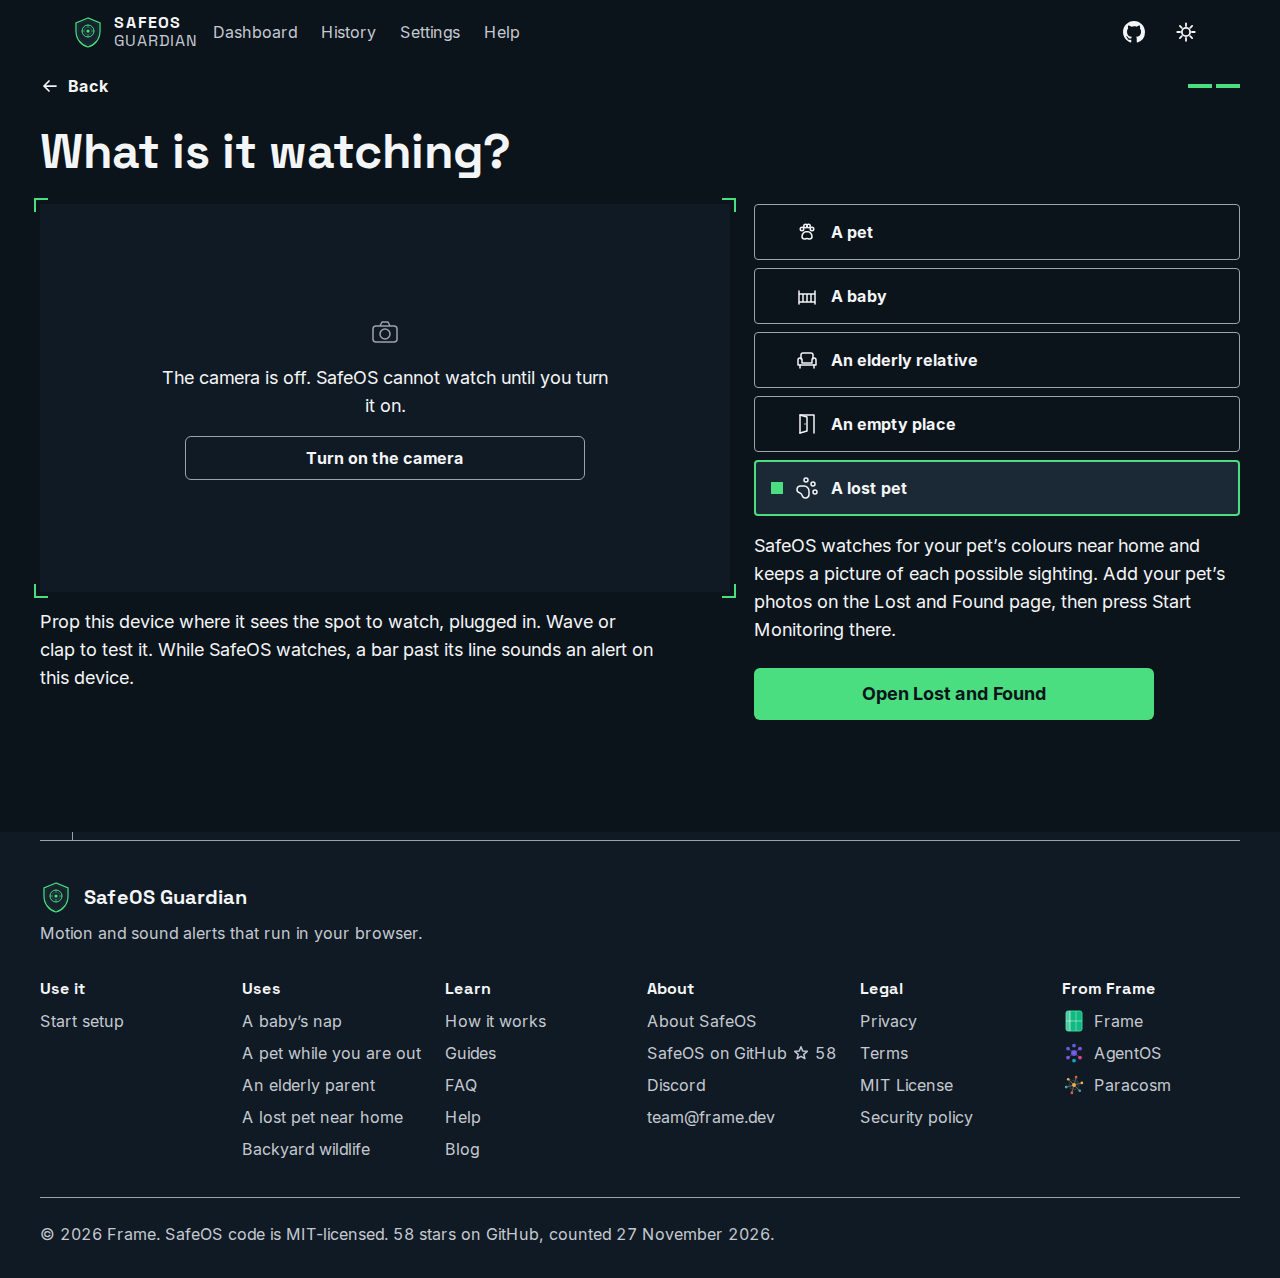 SAFEOS
GUARDIAN
Dashboard
History
Settings
Help
Back
What is it watching?
The camera is off. SafeOS cannot watch until you turn
it on.
Turn on the camera
Prop this device where it sees the spot to watch, plugged in. Wave or
clap to test it. While SafeOS watches, a bar past its line sounds an alert on
this device.
A pet
A baby
An elderly relative
An empty place
A lost pet
SafeOS watches for your pet’s colours near home and
keeps a picture of each possible sighting. Add your pet’s
photos on the Lost and Found page, then press Start
Monitoring there.
Open Lost and Found
SafeOS Guardian
Motion and sound alerts that run in your browser.
Use it
Start setup
Uses
A baby’s nap
A pet while you are out
An elderly parent
A lost pet near home
Backyard wildlife
Learn
How it works
Guides
FAQ
Help
Blog
About
About SafeOS
SafeOS on GitHub ☆ 58
Discord
team@frame.dev
Legal
Privacy
Terms
MIT License
Security policy
From Frame
Frame
AgentOS
Paracosm
© 2026 Frame. SafeOS code is MIT-licensed. 58 stars on GitHub, counted 27 November 2026.